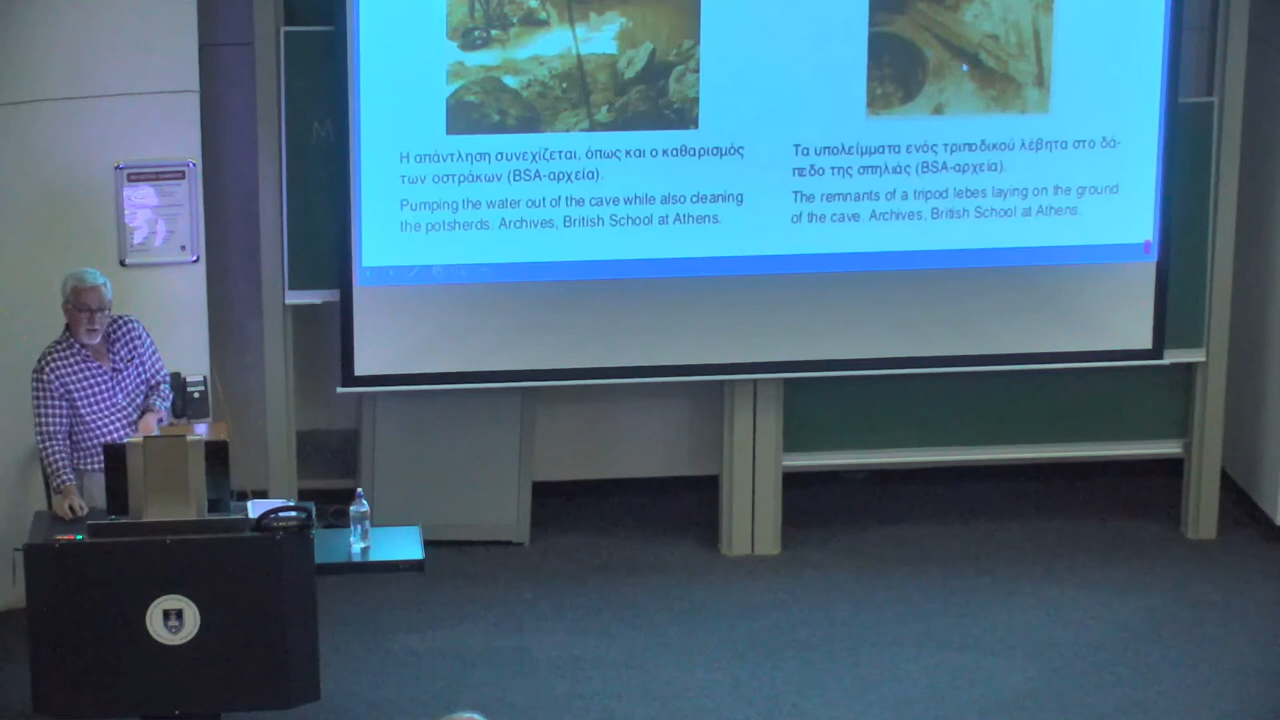 Η απάντληση συνεχίζεται, όπως και ο καθαρισμός
των οστράκων (BSA-αρχεία).
Pumping the water out of the cave while also cleaning
the potsherds. Archives, British School at Athens.
Τα υπολείμματα ενός τριποδικού λέβητα στο δά-
πεδο της σπηλιάς (BSA-αρχεία).
The remnants of a tripod lebes laying on the ground
of the cave. Archives, British School at Athens.